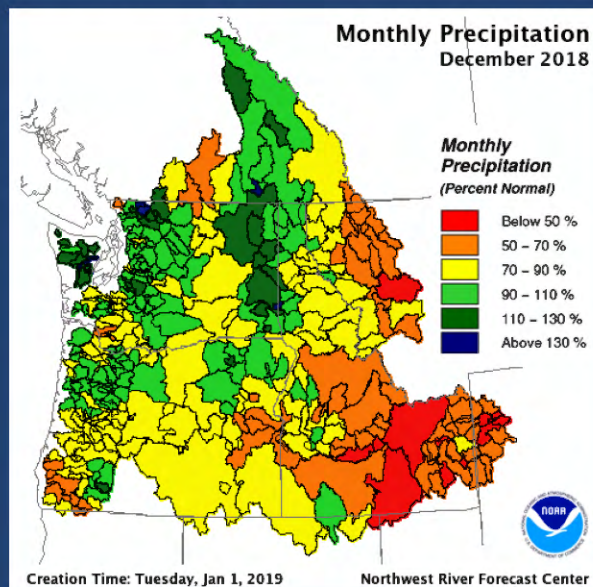 Monthly Precipitation
December 2018
Monthly
Precipitation
(Percent Normal)
Below 50 %
50 – 70 %
70 – 90 %
90 – 110 %
110 – 130 %
Above 130 %
NOAA
Creation Time: Tuesday, Jan 1, 2019
Northwest River Forecast Center